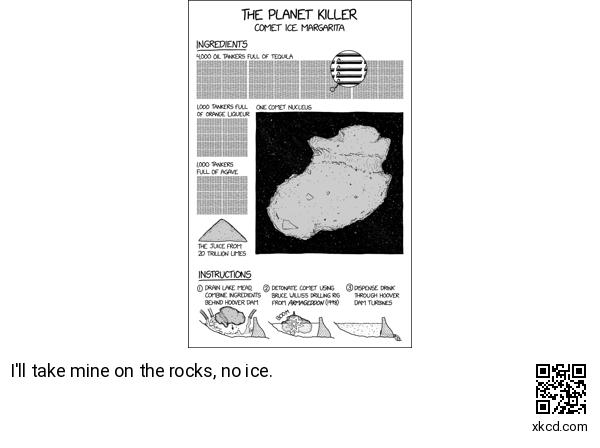 THE PLANET KILLER
COMET ICE MARGARITA
INGREDIENTS
4,000 OIL TANKERS FULL OF TEQUILA
1,000 TANKERS FULL
OF ORANGE LIQUEUR
ONE COMET NUCLEUS
1,000 TANKERS
FULL OF AGAVE
THE JUICE FROM
20 TRILLION LIMES
INSTRUCTIONS
1 DRAIN LAKE MEAD,
COMBINE INGREDIENTS
BEHIND HOOVER DAM
2 DETONATE COMET USING
BRUCE WILLIS'S DRILLING RIG
FROM ARMAGEDDON (1998)
3 DISPENSE DRINK
THROUGH HOOVER
DAM TURBINES
BOOM
I'll take mine on the rocks, no ice.
xkcd.com